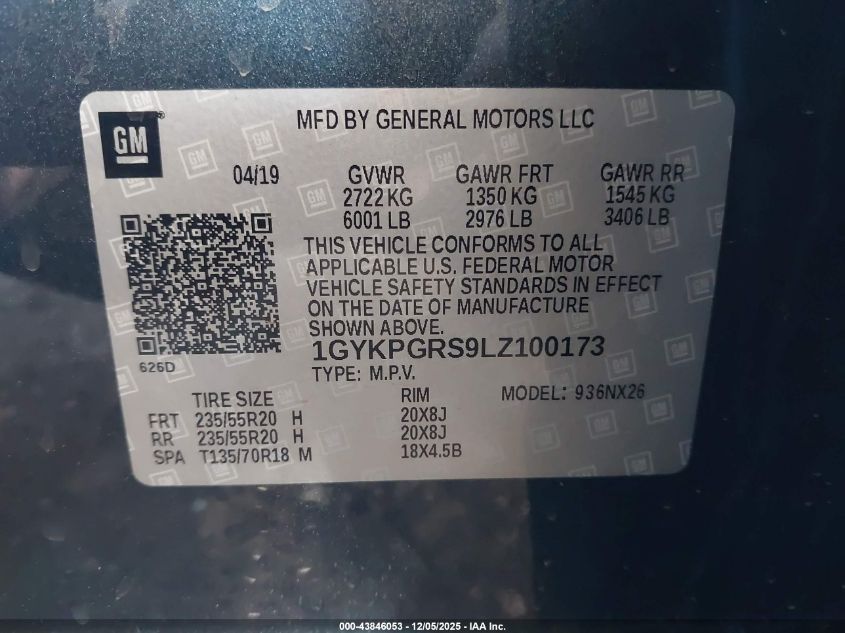 GM
MFD BY GENERAL MOTORS LLC
04/19 GVWR GAWR FRT GAWR RR
2722 KG 1350 KG 1545 KG
6001 LB 2976 LB 3406 LB
THIS VEHICLE CONFORMS TO ALL
APPLICABLE U.S. FEDERAL MOTOR
VEHICLE SAFETY STANDARDS IN EFFECT
ON THE DATE OF MANUFACTURE
SHOWN ABOVE.
1GYKPGRS9LZ100173
626D
TYPE: M.P.V.
TIRE SIZE RIM MODEL: 936NX26
FRT 235/55R20 H 20X8J
RR 235/55R20 H 20X8J
SPA T135/70R18 M 18X4.5B
000-43846053 - 12/05/2025 - IAA Inc.